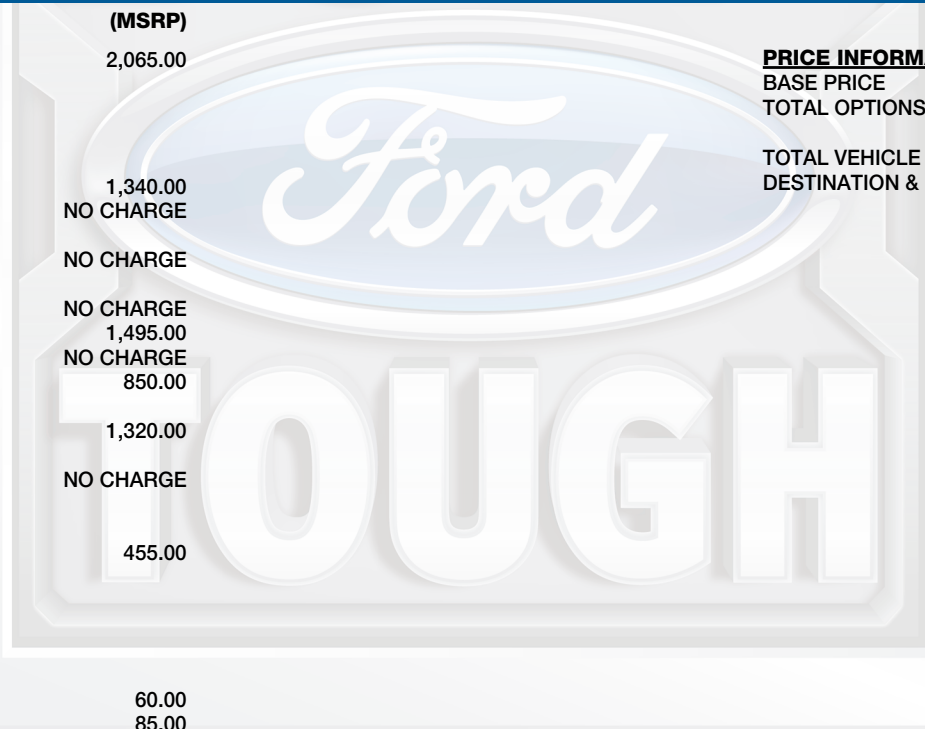 (MSRP)
2,065.00
1,340.00
NO CHARGE
NO CHARGE
NO CHARGE
1,495.00
NO CHARGE
850.00
1,320.00
NO CHARGE
455.00
60.00
85.00
PRICE INFORMA
BASE PRICE
TOTAL OPTIONS
TOTAL VEHICLE
DESTINATION &
Ford
TOUGH